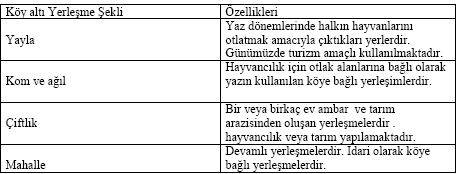 Köy altı Yerleşme Şekli
Özellikleri
Yayla
Yaz dönemlerinde halkın hayvanlarını
otlatmak amacıyla çıktıkları yerlerdir.
Günümüzde turizm amaçlı kullanılmaktadır.
Kom ve ağıl
Hayvancılık için otlak alanlarına bağlı olarak
yazın kullanılan köye bağlı yerleşimlerdir.
Çiftlik
Bir veya birkaç ev ambar ve tarım
arazisinden oluşan yerleşmelerdir .
hayvancılık veya tarım yapılamaktadır.
Mahalle
Devamlı yerleşmelerdir. İdari olarak köye
bağlı yerleşmelerdir.